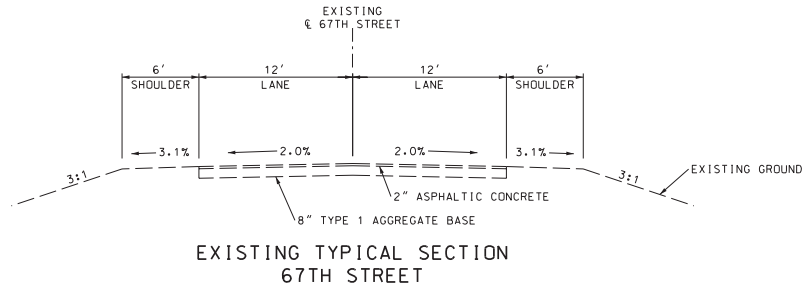 EXISTING
℄ 67TH STREET
6' 12' 12' 6'
SHOULDER LANE LANE SHOULDER
3.1% 2.0% 2.0% 3.1%
3:1 3:1
EXISTING GROUND
2" ASPHALTIC CONCRETE
8" TYPE 1 AGGREGATE BASE
EXISTING TYPICAL SECTION
67TH STREET